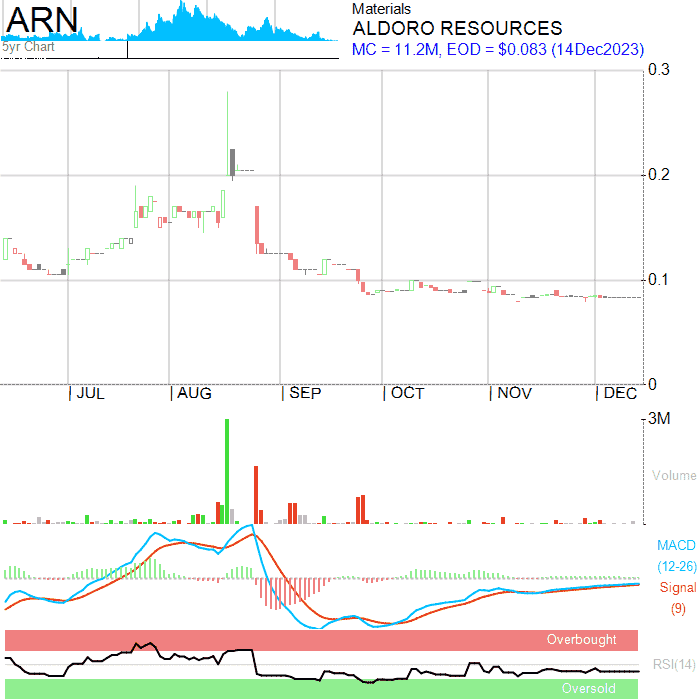 ARN
5yr Chart
Materials
ALDORO RESOURCES
MC = 11.2M, EOD = $0.083 (14Dec2023)
0.3
0.2
0.1
0
JUL AUG SEP OCT NOV DEC
3M
Volume
MACD
(12-26)
Signal
(9)
Overbought
RSI(14)
Oversold